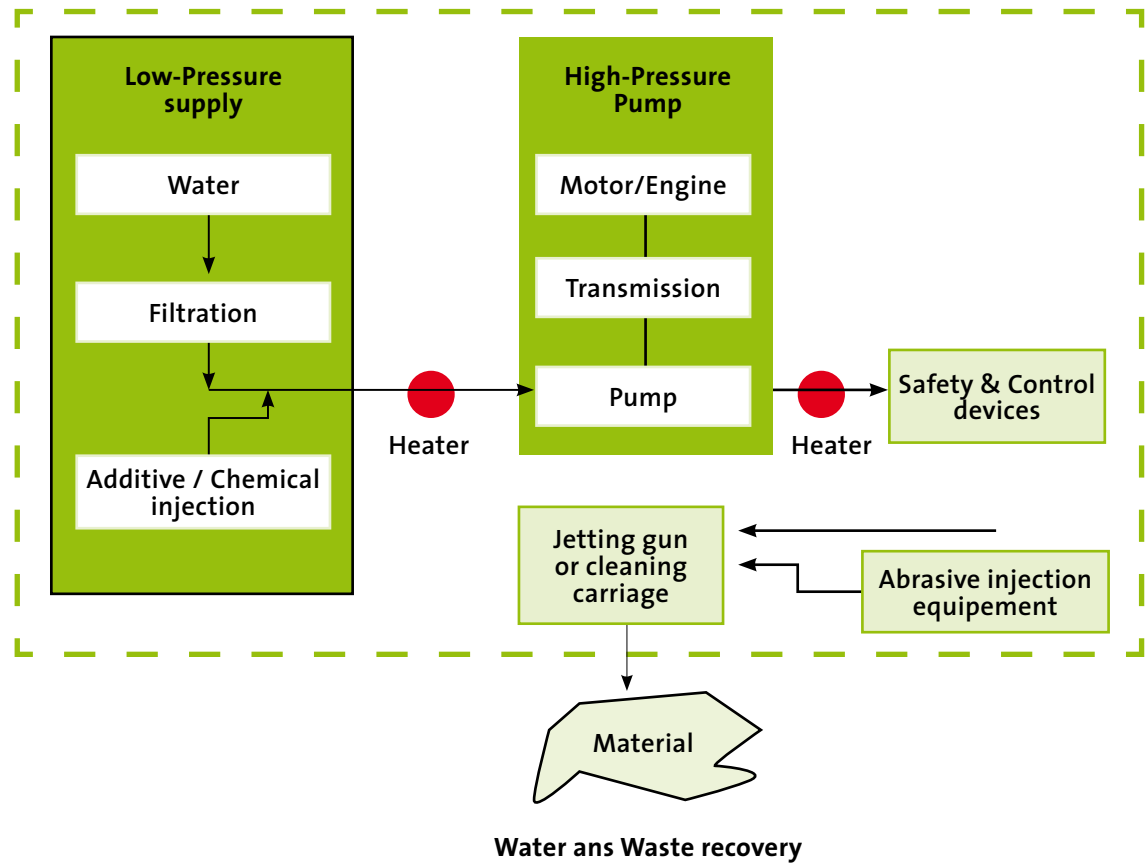 Low-Pressure
supply
Water
Filtration
Additive / Chemical
injection
Heater
High-Pressure
Pump
Motor/Engine
Transmission
Pump
Heater
Safety & Control
devices
Jetting gun
or cleaning
carriage
Abrasive injection
equipement
Material
Water ans Waste recovery